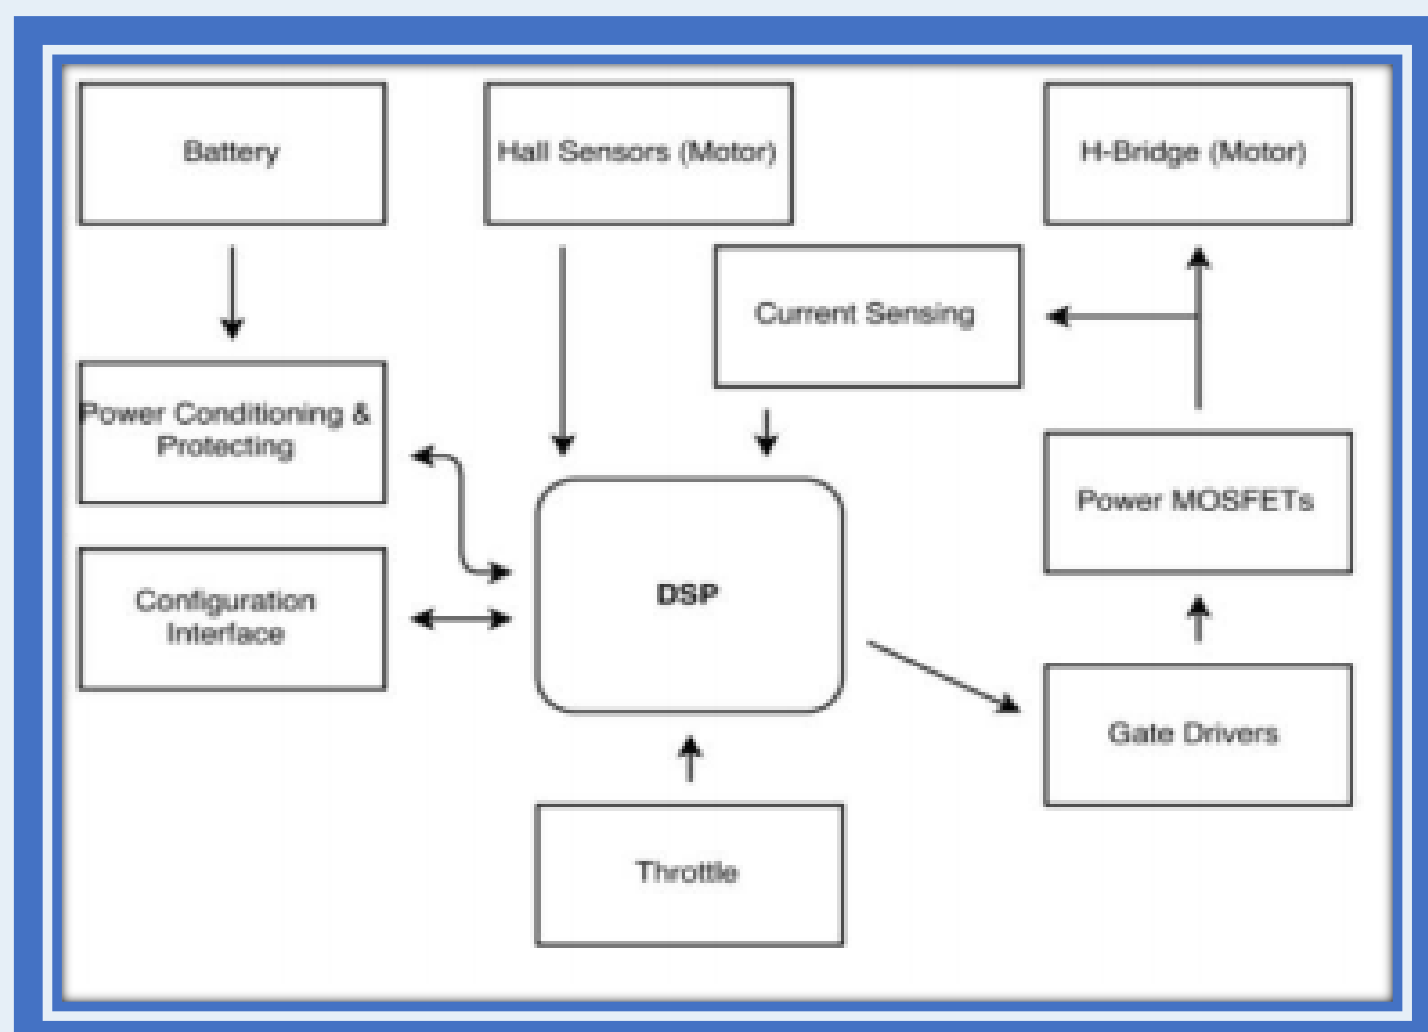 Battery
Hall Sensors (Motor)
H-Bridge (Motor)
Current Sensing
Power Conditioning &
Protecting
Power MOSFETs
Configuration
Interface
DSP
Gate Drivers
Throttle